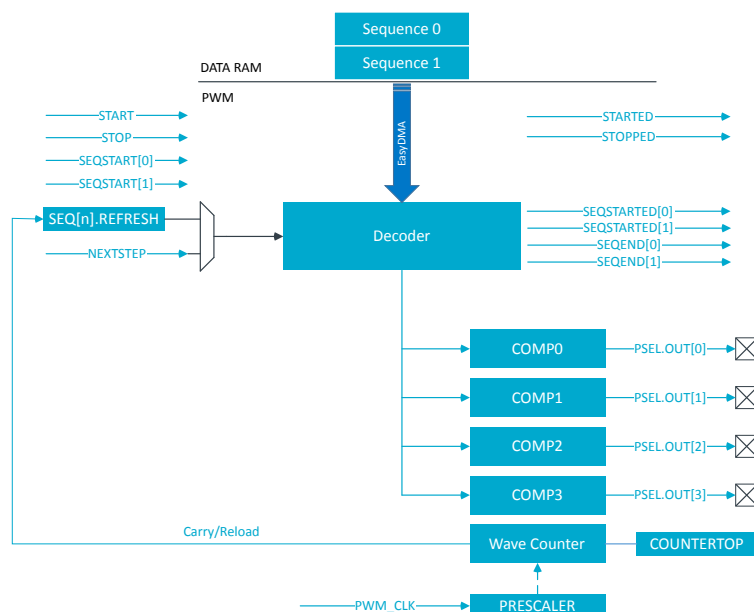 Sequence 0
Sequence 1
DATA RAM
PWM
START
STOP
SEQSTART[0]
SEQSTART[1]
EasyDMA
STARTED
STOPPED
SEQ[n].REFRESH
NEXTSTEP
Decoder
SEQSTARTED[0]
SEQSTARTED[1]
SEQEND[0]
SEQEND[1]
COMP0
PSEL.OUT[0]
COMP1
PSEL.OUT[1]
COMP2
PSEL.OUT[2]
COMP3
PSEL.OUT[3]
Carry/Reload
Wave Counter
COUNTERTOP
PWM_CLK
PRESCALER